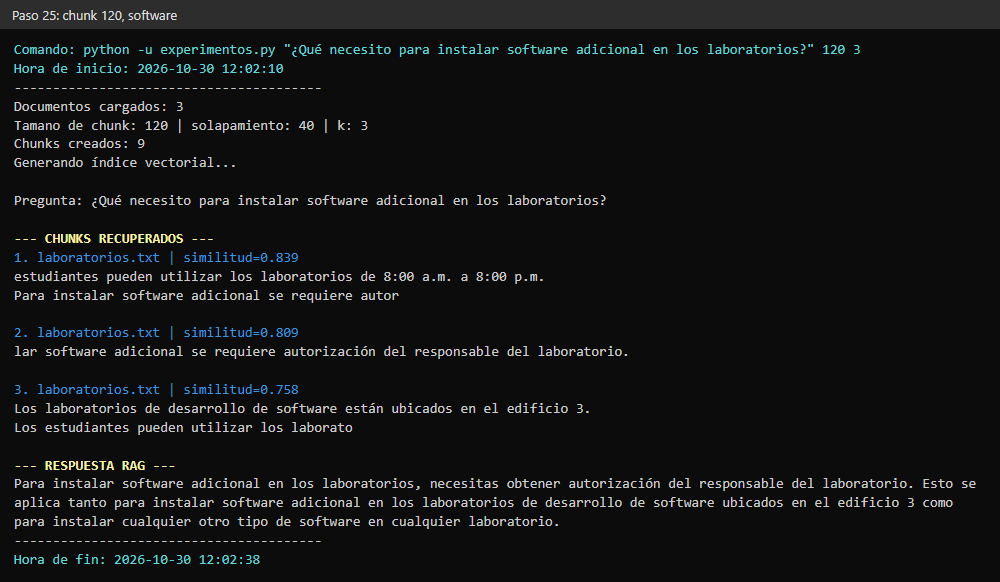 Paso 25: chunk 120, software
Comando: python -u experimentos.py "¿Qué necesito para instalar software adicional en los laboratorios?" 120 3
Hora de inicio: 2026-10-30 12:02:10
----------------------------------------
Documentos cargados: 3
Tamano de chunk: 120 | solapamiento: 40 | k: 3
Chunks creados: 9
Generando índice vectorial...
Pregunta: ¿Qué necesito para instalar software adicional en los laboratorios?
--- CHUNKS RECUPERADOS ---
1. laboratorios.txt | similitud=0.839
estudiantes pueden utilizar los laboratorios de 8:00 a.m. a 8:00 p.m.
Para instalar software adicional se requiere autor
2. laboratorios.txt | similitud=0.809
lar software adicional se requiere autorización del responsable del laboratorio.
3. laboratorios.txt | similitud=0.758
Los laboratorios de desarrollo de software están ubicados en el edificio 3.
Los estudiantes pueden utilizar los laborato
--- RESPUESTA RAG ---
Para instalar software adicional en los laboratorios, necesitas obtener autorización del responsable del laboratorio. Esto se
aplica tanto para instalar software adicional en los laboratorios de desarrollo de software ubicados en el edificio 3 como
para instalar cualquier otro tipo de software en cualquier laboratorio.
----------------------------------------
Hora de fin: 2026-10-30 12:02:38